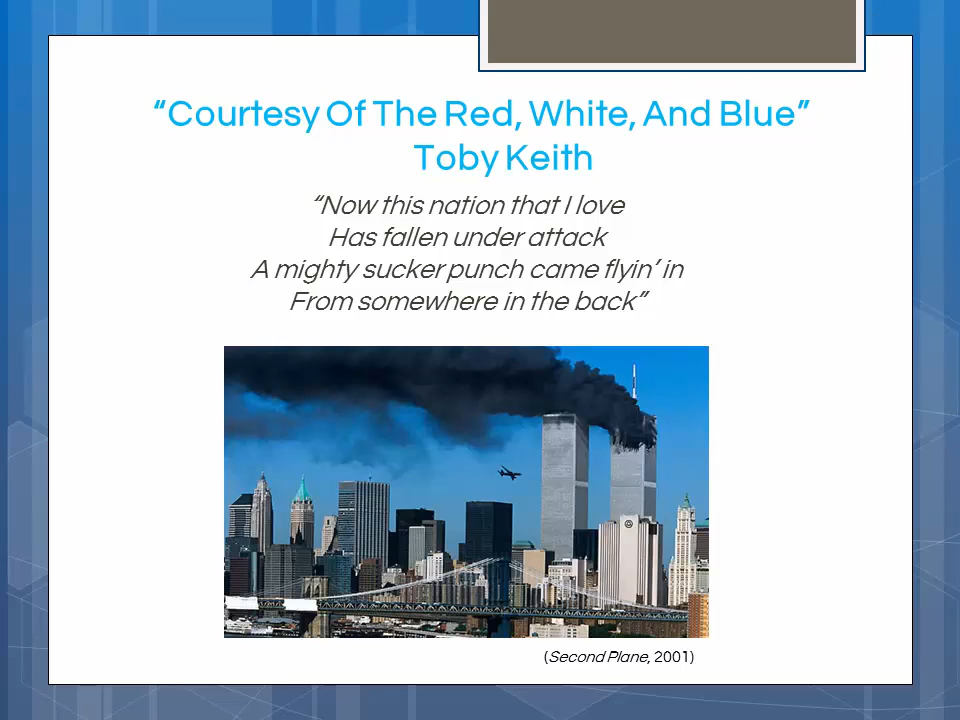 “Courtesy Of The Red, White, And Blue”
Toby Keith
“Now this nation that I love
Has fallen under attack
A mighty sucker punch came flyin’ in
From somewhere in the back”
(Second Plane, 2001)